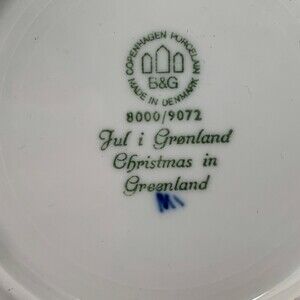 COPENHAGEN PORCELAIN
B&G
MADE IN DENMARK
8000/9072
Jul i Grønland
Christmas in
Greenland